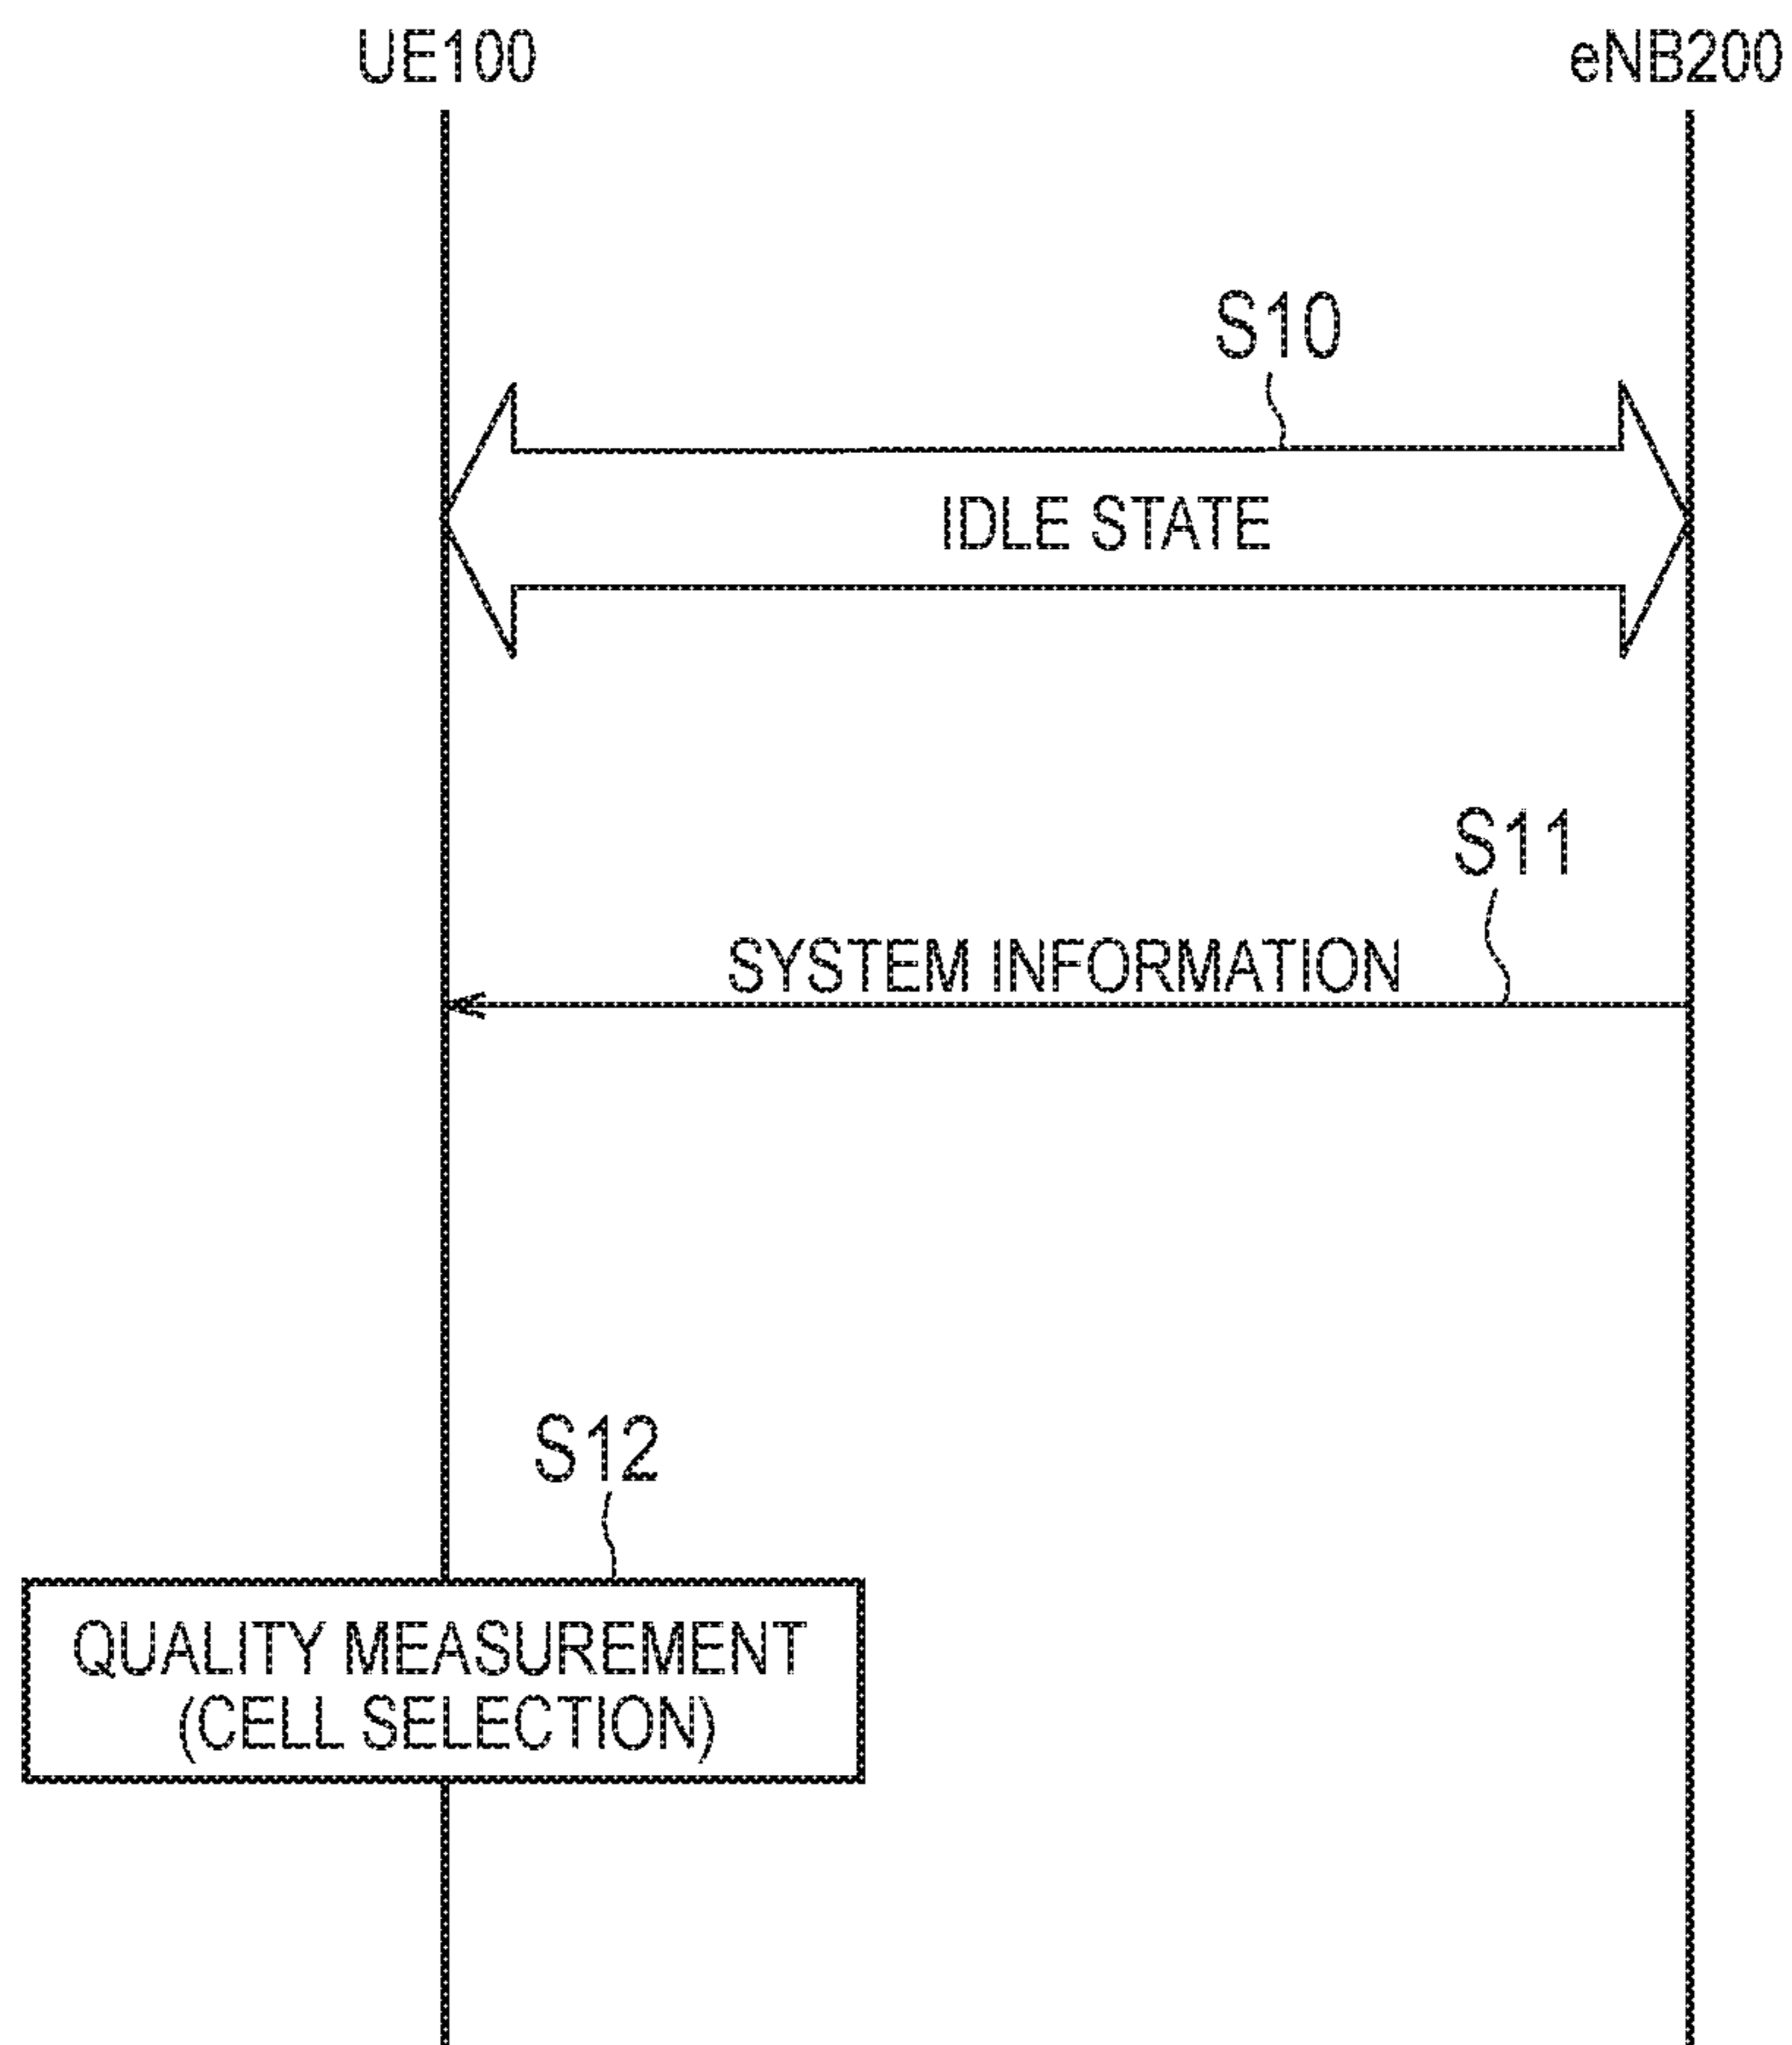 UE100
eNB200
S10
IDLE STATE
S11
SYSTEM INFORMATION
S12
QUALITY MEASUREMENT
(CELL SELECTION)